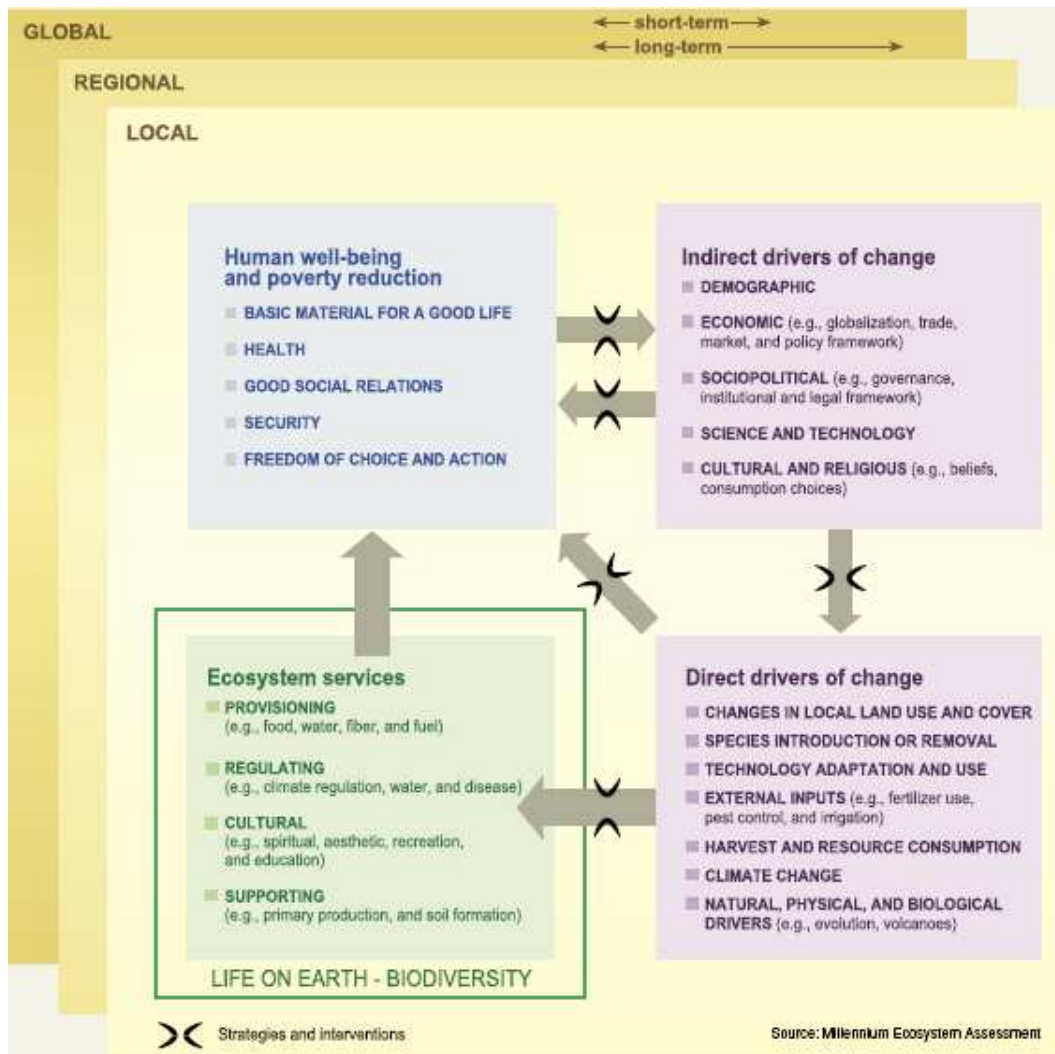 GLOBAL
short-term
long-term
REGIONAL
LOCAL
Human well-being
and poverty reduction
BASIC MATERIAL FOR A GOOD LIFE
HEALTH
GOOD SOCIAL RELATIONS
SECURITY
FREEDOM OF CHOICE AND ACTION
Indirect drivers of change
DEMOGRAPHIC
ECONOMIC (e.g., globalization, trade,
market, and policy framework)
SOCIOPOLITICAL (e.g., governance,
institutional and legal framework)
SCIENCE AND TECHNOLOGY
CULTURAL AND RELIGIOUS (e.g., beliefs,
consumption choices)
Ecosystem services
PROVISIONING
(e.g., food, water, fiber, and fuel)
REGULATING
(e.g., climate regulation, water, and disease)
CULTURAL
(e.g., spiritual, aesthetic, recreation,
and education)
SUPPORTING
(e.g., primary production, and soil formation)
LIFE ON EARTH - BIODIVERSITY
Direct drivers of change
CHANGES IN LOCAL LAND USE AND COVER
SPECIES INTRODUCTION OR REMOVAL
TECHNOLOGY ADAPTATION AND USE
EXTERNAL INPUTS (e.g., fertilizer use,
pest control, and irrigation)
HARVEST AND RESOURCE CONSUMPTION
CLIMATE CHANGE
NATURAL, PHYSICAL, AND BIOLOGICAL
DRIVERS (e.g., evolution, volcanoes)
Strategies and interventions
Source: Millennium Ecosystem Assessment